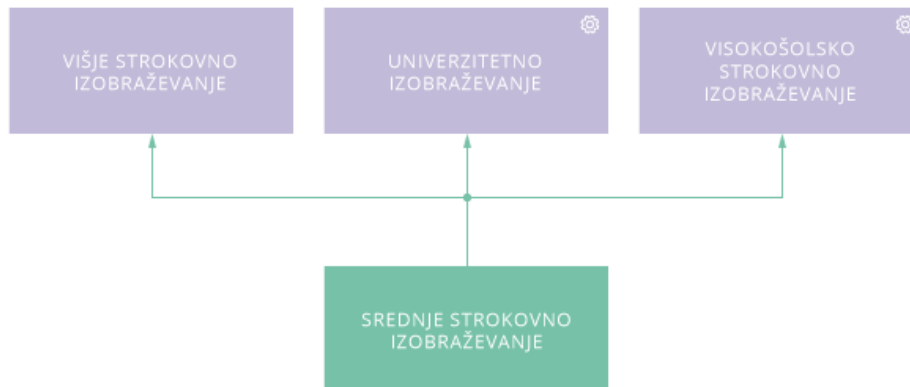 VIŠJE STROKOVNO
IZOBRAŽEVANJE
UNIVERZITETNO
IZOBRAŽEVANJE
VISOKOŠOLSKO
STROKOVNO
IZOBRAŽEVANJE
SREDNJE STROKOVNO
IZOBRAŽEVANJE